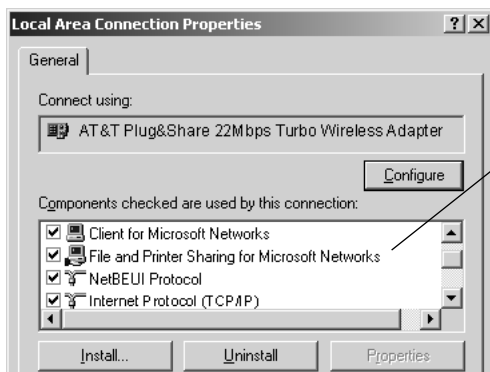 Local Area Connection Properties
General
Connect using:
AT&T Plug&Share 22Mbps Turbo Wireless Adapter
Configure
Components checked are used by this connection:
Client for Microsoft Networks
File and Printer Sharing for Microsoft Networks
NetBEUI Protocol
Internet Protocol (TCP/IP)
Install... Uninstall Properties